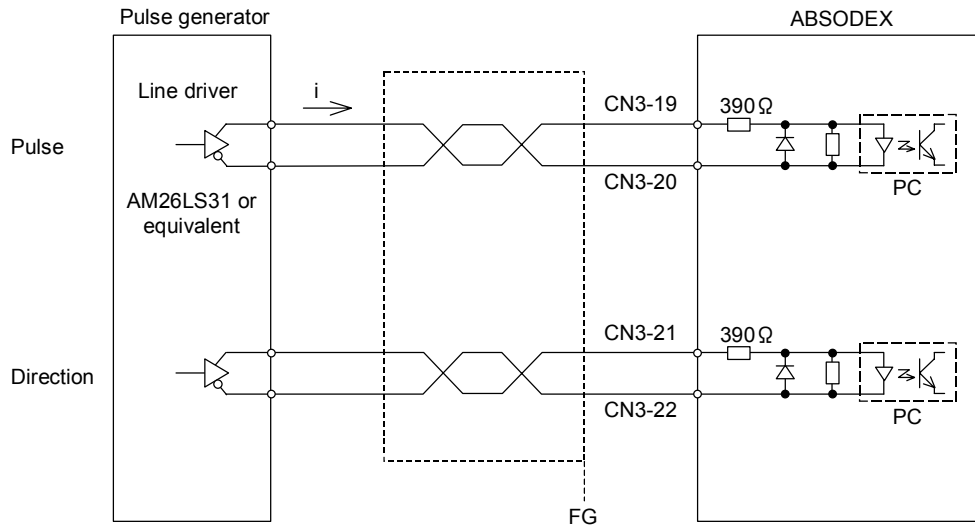 Pulse generator
ABSODEX
Line driver
i
CN3-19
390Ω
Pulse
CN3-20
PC
AM26LS31 or
equivalent
CN3-21
390Ω
Direction
CN3-22
PC
FG